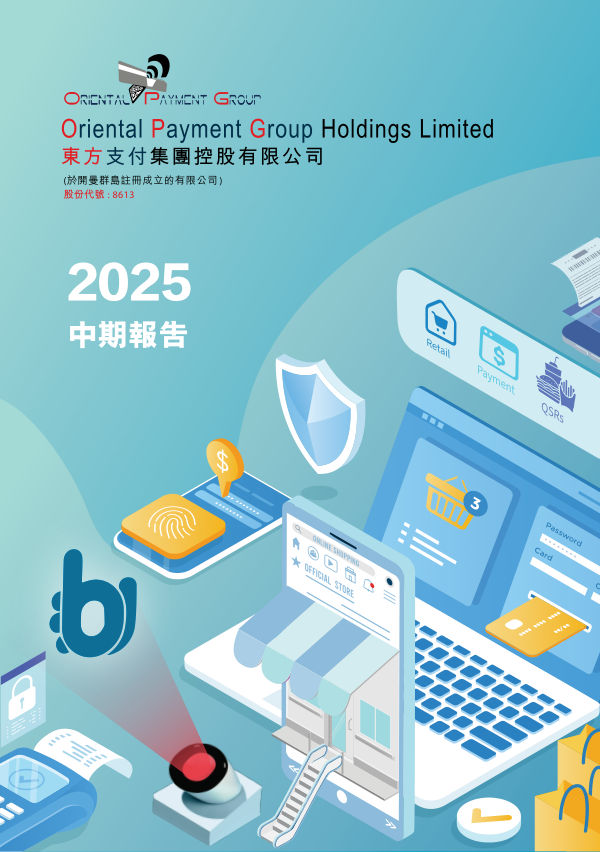 ORIENTAL PAYMENT GROUP
Oriental Payment Group Holdings Limited
東方支付集團控股有限公司
(於開曼群島註冊成立的有限公司)
股份代號 : 8613
2025
中期報告
Retail
Payment
QSRs
$
3
Password
Card
$
ONLINE SHOPPING
OFFICIAL STORE
b